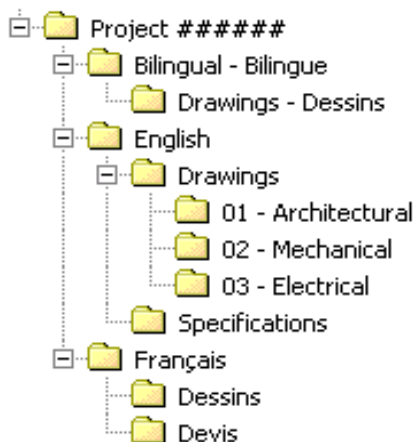 Project ######
Bilingual - Bilingue
Drawings - Dessins
English
Drawings
01 - Architectural
02 - Mechanical
03 - Electrical
Specifications
Français
Dessins
Devis